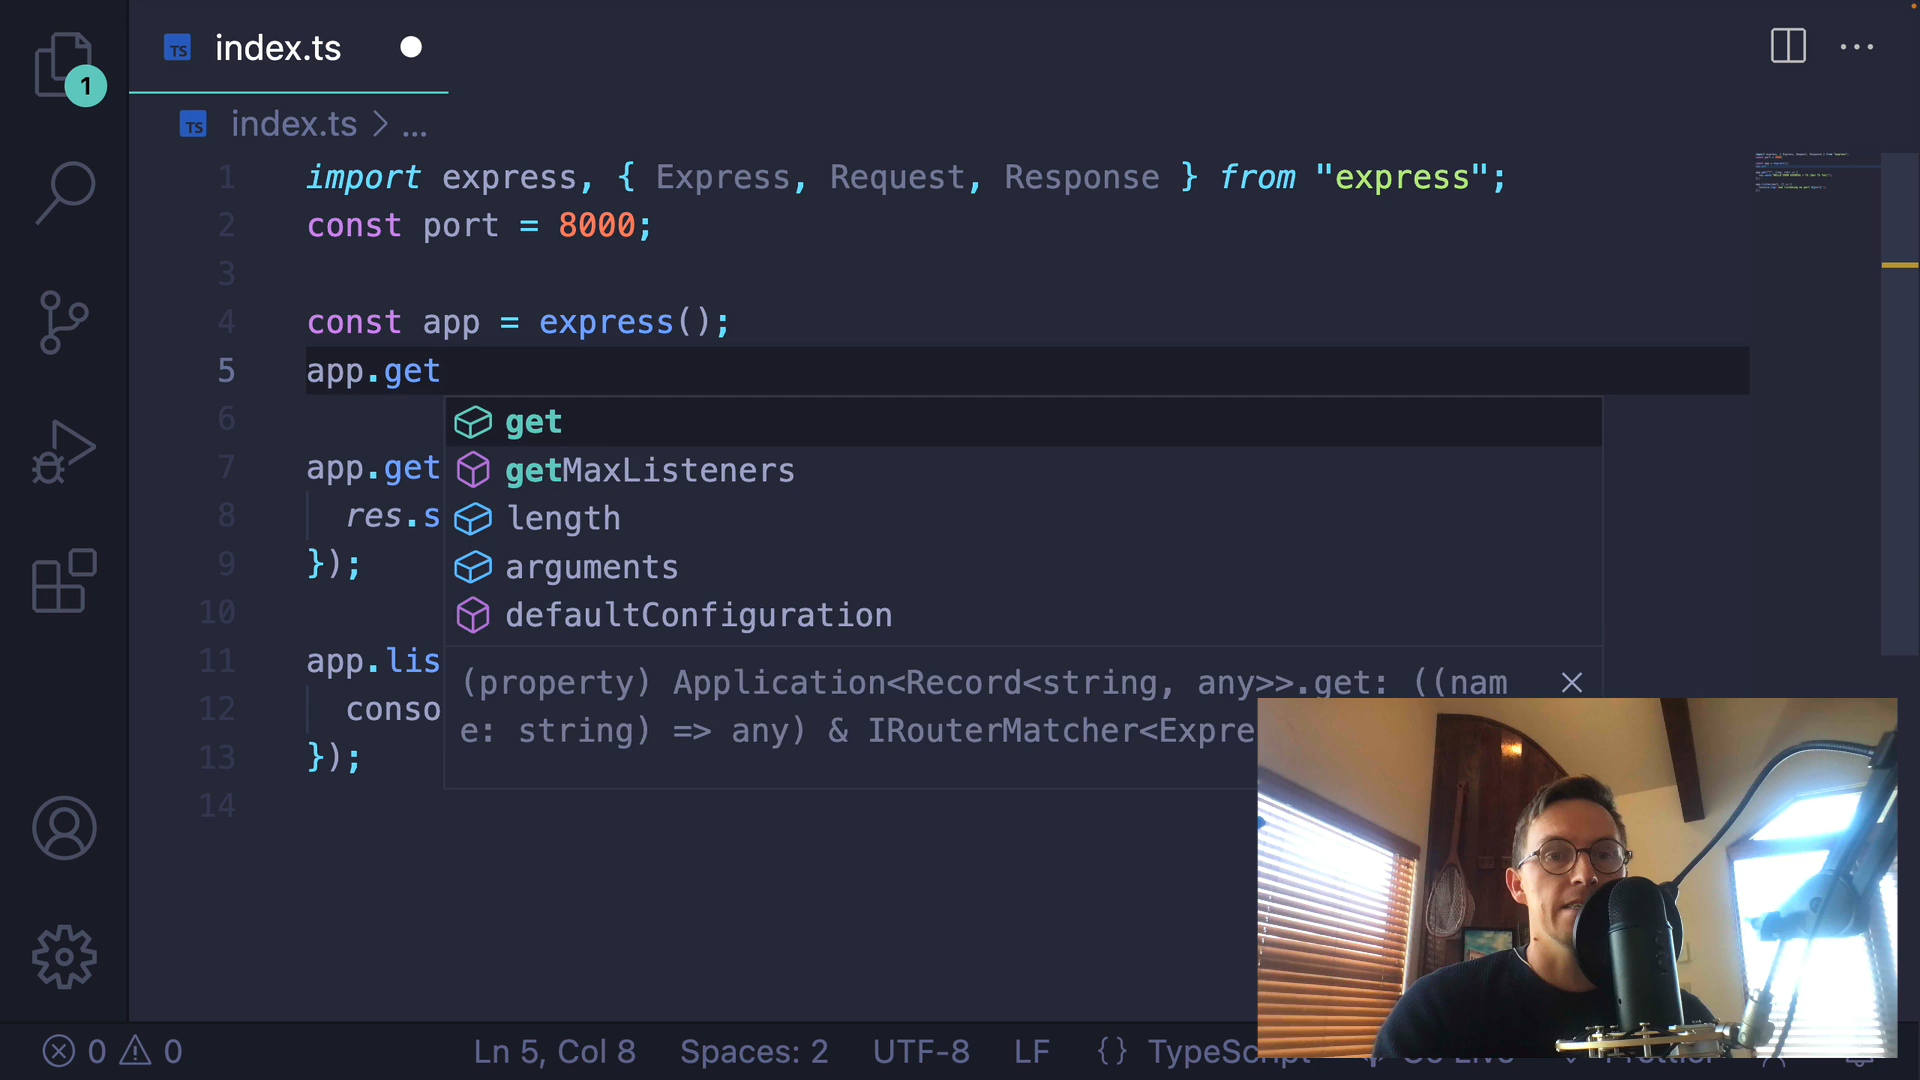 TS index.ts
1
TS index.ts > ...
1 import express, { Express, Request, Response } from "express";
2 const port = 8000;
3
4 const app = express();
5 app.get
6
get
getMaxListeners
7 app.get
8 res.s
length
9 });
arguments
10
defaultConfiguration
11 app.lis
(property) Application<Record<string, any>>.get: ((nam
12 conso
e: string) => any) & IRouterMatcher<Expre
13 });
14
0 0 Ln 5, Col 8 Spaces: 2 UTF-8 LF {} TypeScript